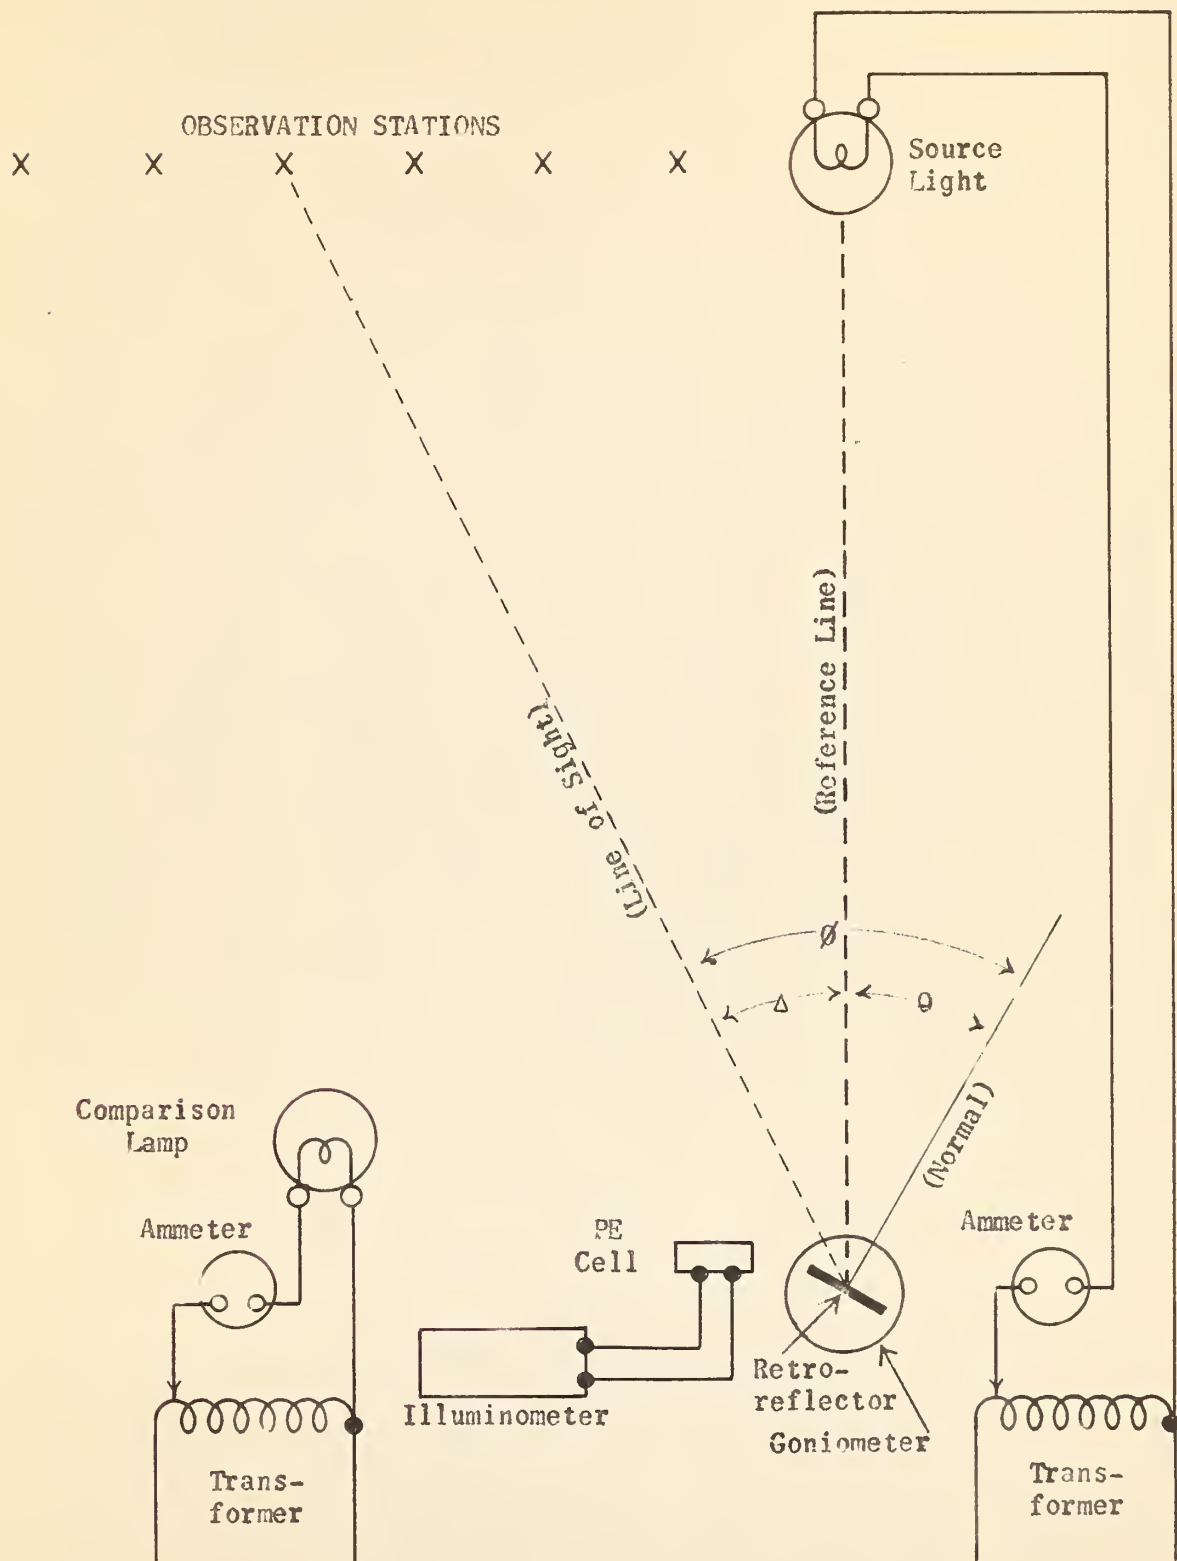 OBSERVATION STATIONS
X X X X X X
Source
Light
(Reference Line)
(Line of Sight)
Ø
Δ
Θ
(Normal)
Comparison
Lamp
Ammeter
PE
Cell
Ammeter
Retro-
reflector
Illuminometer
Goniometer
Trans-
former
Trans-
former